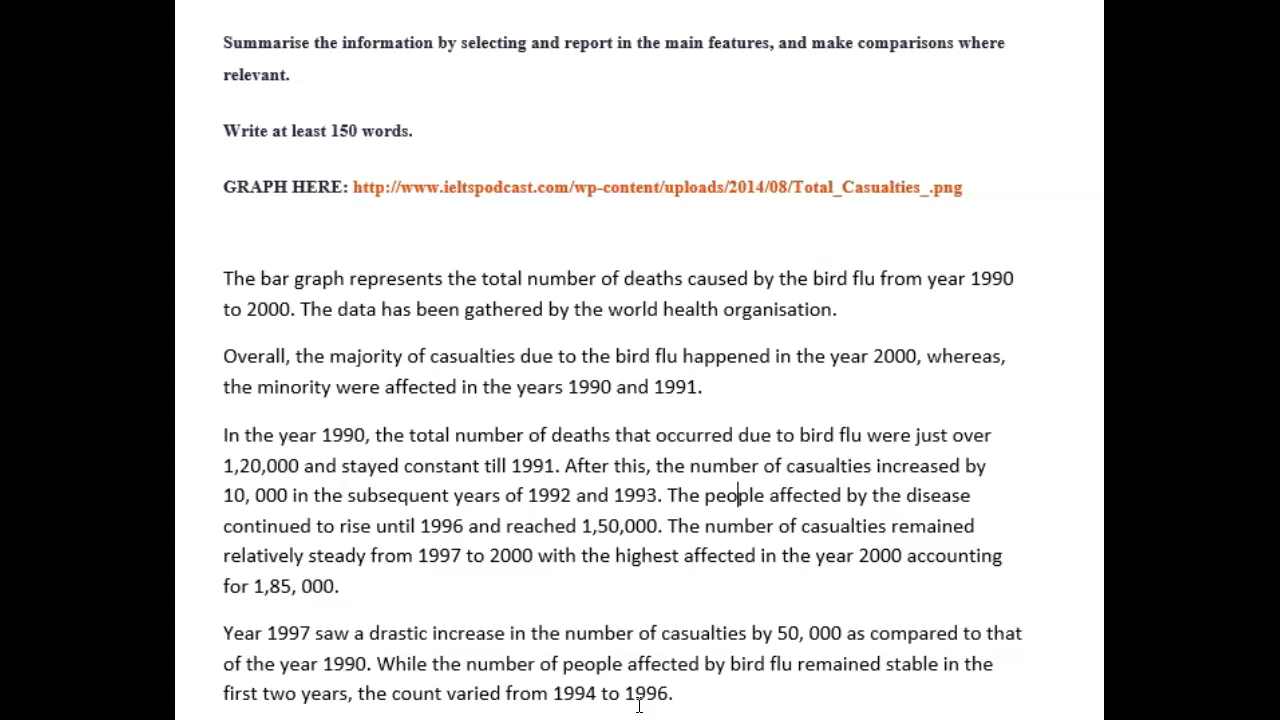 Summarise the information by selecting and report in the main features, and make comparisons where
relevant.
Write at least 150 words.
GRAPH HERE: http://www.ieltspodcast.com/wp-content/uploads/2014/08/Total_Casualties_.png
The bar graph represents the total number of deaths caused by the bird flu from year 1990
to 2000. The data has been gathered by the world health organisation.
Overall, the majority of casualties due to the bird flu happened in the year 2000, whereas,
the minority were affected in the years 1990 and 1991.
In the year 1990, the total number of deaths that occurred due to bird flu were just over
1,20,000 and stayed constant till 1991. After this, the number of casualties increased by
10, 000 in the subsequent years of 1992 and 1993. The people affected by the disease
continued to rise until 1996 and reached 1,50,000. The number of casualties remained
relatively steady from 1997 to 2000 with the highest affected in the year 2000 accounting
for 1,85, 000.
Year 1997 saw a drastic increase in the number of casualties by 50, 000 as compared to that
of the year 1990. While the number of people affected by bird flu remained stable in the
first two years, the count varied from 1994 to 1996.